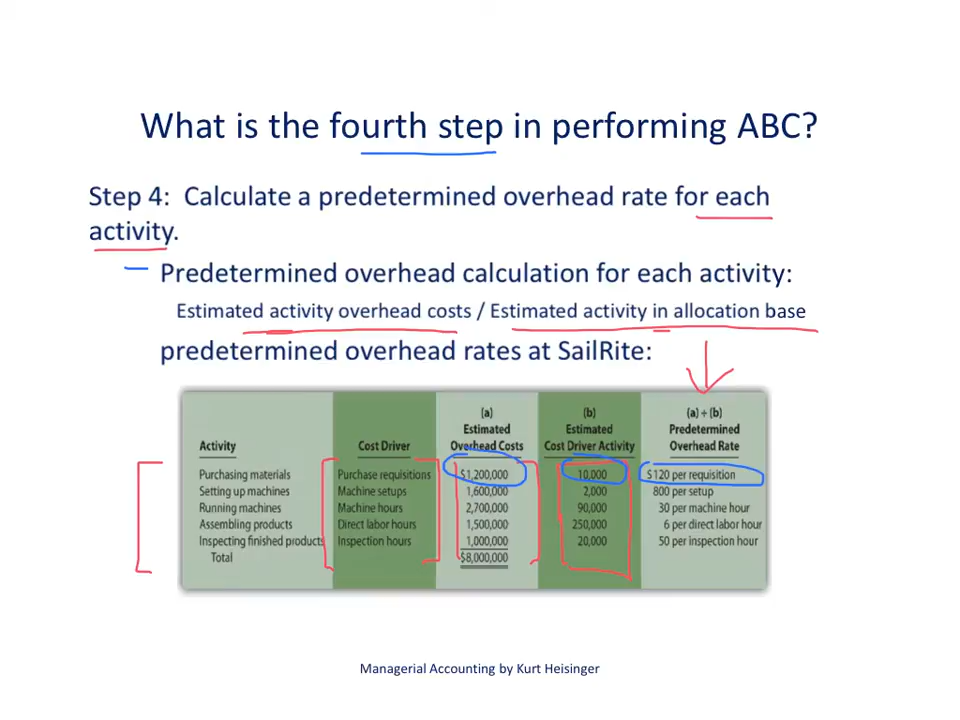 What is the fourth step in performing ABC?
Step 4: Calculate a predetermined overhead rate for each
activity.
Predetermined overhead calculation for each activity:
Estimated activity overhead costs / Estimated activity in allocation base
predetermined overhead rates at SailRite:
Activity Cost Driver (a) Estimated Overhead Costs (b) Estimated Cost Driver Activity (a) ÷ (b) Predetermined Overhead Rate
Purchasing materials Purchase requisitions $1,200,000 10,000 $120 per requisition
Setting up machines Machine setups 1,600,000 2,000 800 per setup
Running machines Machine hours 2,700,000 90,000 30 per machine hour
Assembling products Direct labor hours 1,500,000 250,000 6 per direct labor hour
Inspecting finished products Inspection hours 1,000,000 20,000 50 per inspection hour
Total $8,000,000
Managerial Accounting by Kurt Heisinger